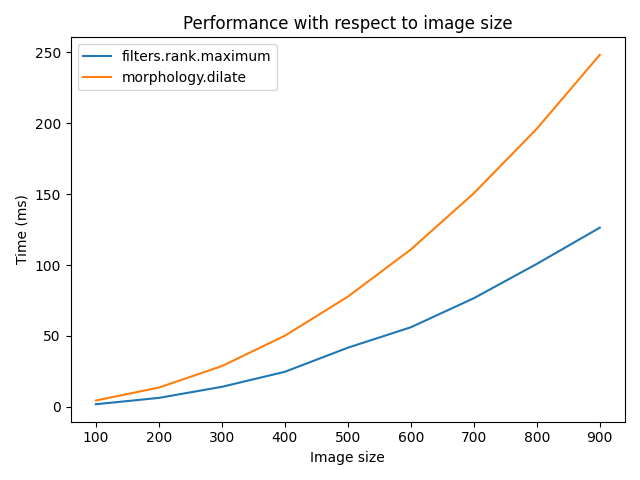 Performance with respect to image size
filters.rank.maximum
morphology.dilate
Time (ms)
250
200
150
100
50
0
100 200 300 400 500 600 700 800 900
Image size